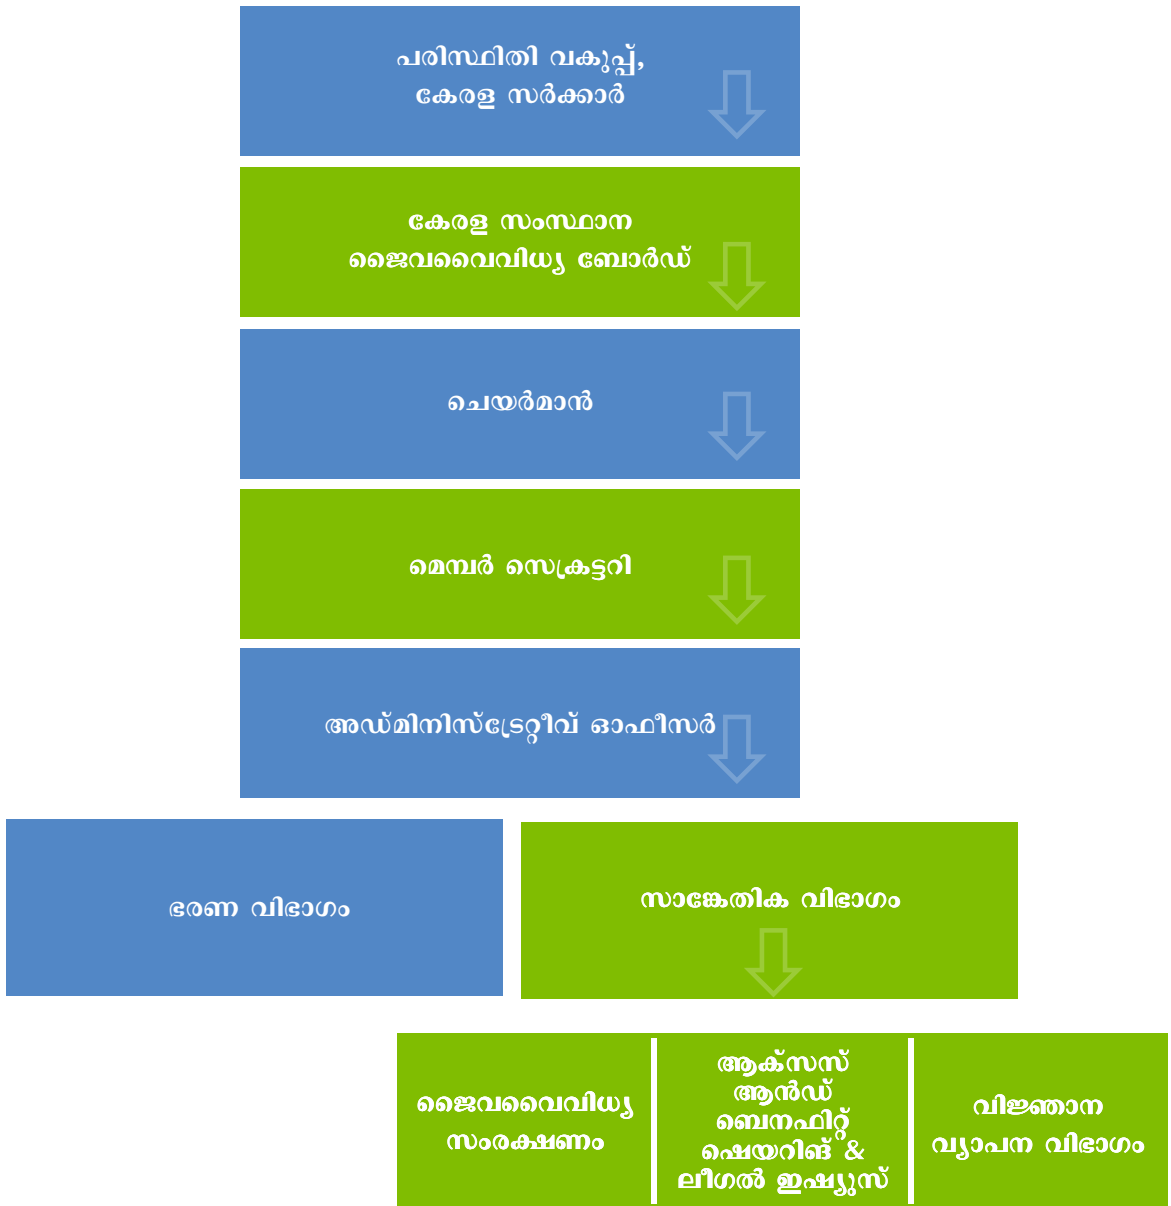 പരിസ്ഥിതി വകുപ്പ്,
കേരള സർക്കാർ
കേരള സംസ്ഥാന
ജൈവവൈവിധ്യ ബോർഡ്
ചെയർമാൻ
മെമ്പർ സെക്രട്ടറി
അഡ്മിനിസ്ട്രേറ്റീവ് ഓഫീസർ
ഭരണ വിഭാഗം
സാങ്കേതിക വിഭാഗം
ജൈവവൈവിധ്യ
സംരക്ഷണം
ആക്സസ്
ആൻഡ്
ബെനഫിറ്റ്
ഷെയറിങ് &
ലീഗൽ ഇഷ്യുസ്
വിജ്ഞാന
വ്യാപന വിഭാഗം